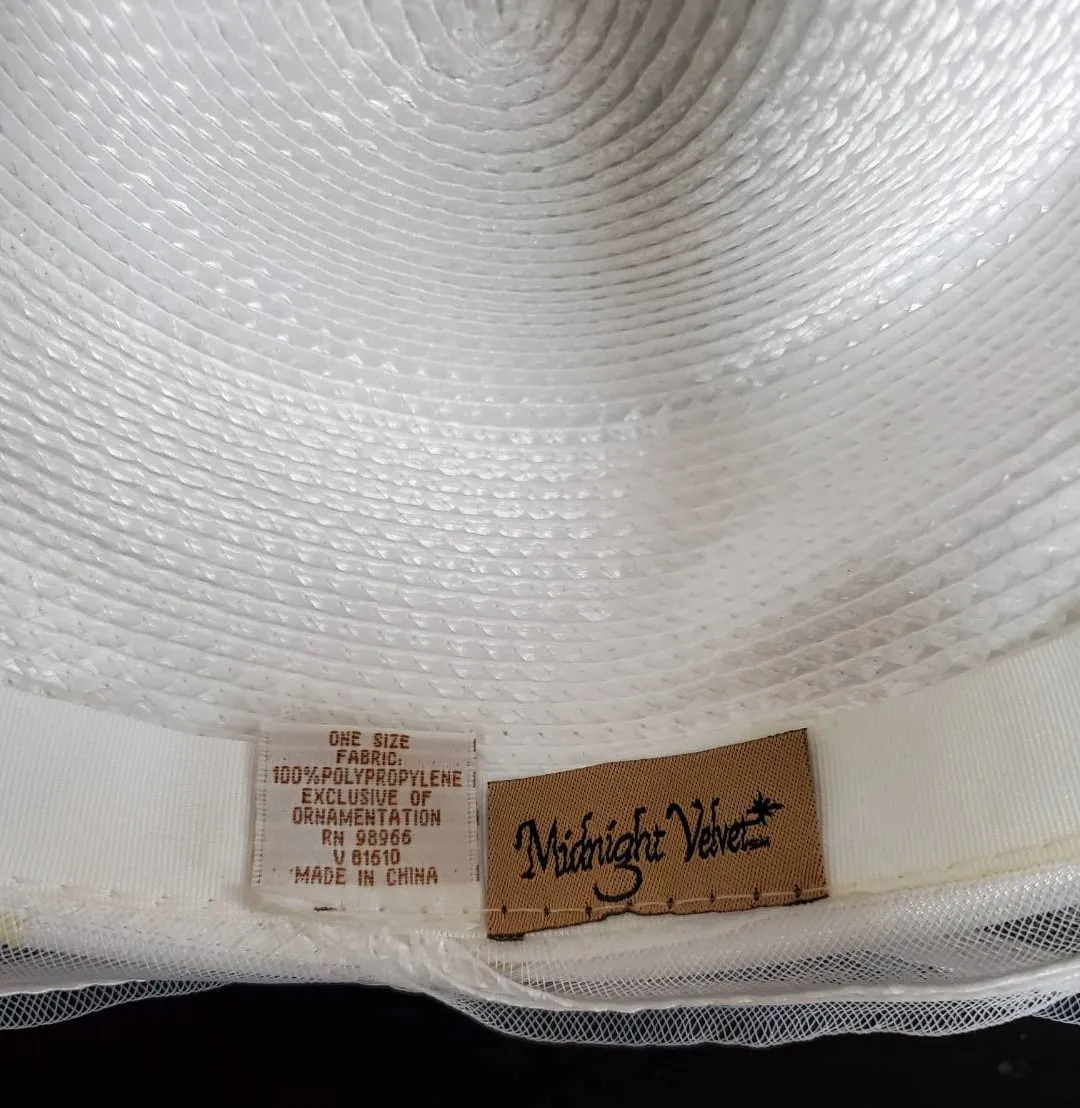 ONE SIZE
FABRIC:
100%POLYPROPYLENE
EXCLUSIVE OF
ORNAMENTATION
RN 98966
V 81610
MADE IN CHINA
Midnight Velvet